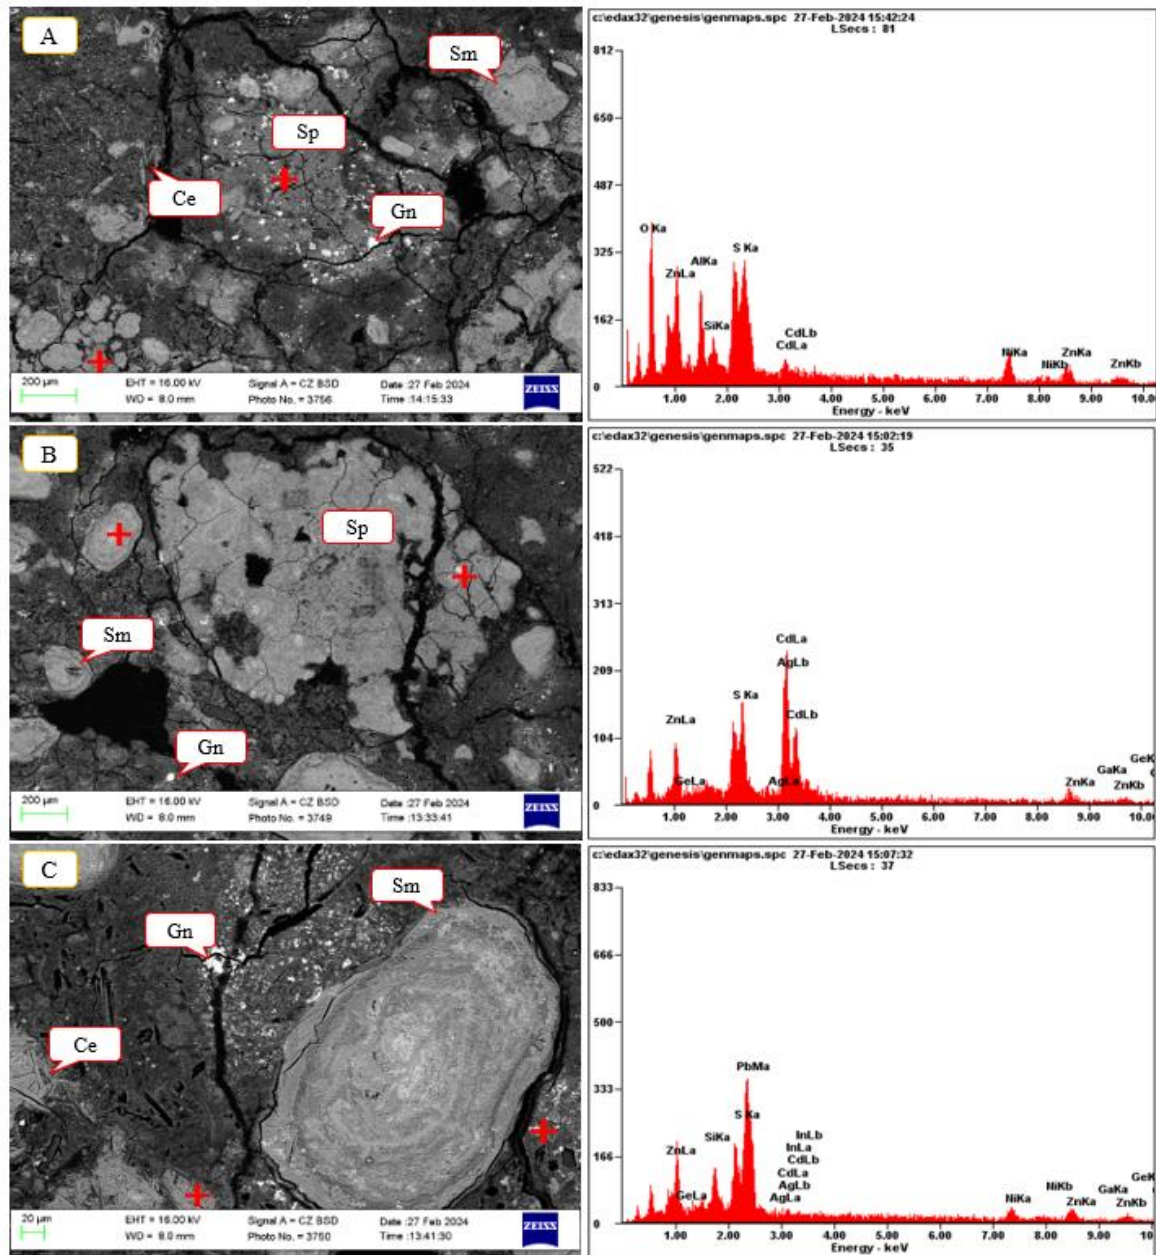 A
Sm
Sp
Ce
Gn
200 µm
EHT = 16.00 kV
Signal A = CZ BSD
Date :27 Feb 2024
WD = 8.0 mm
Photo No. = 3756
Time :14:15:33
ZEISS
c:\edax32\genesis\genmaps.spc 27-Feb-2024 15:42:24
LSecs : 81
812
650
487
325
162
0
O Ka
ZnLa
AlKa
SiKa
S Ka
CdLb
CdLa
NiKa
NiKb
ZnKa
ZnKb
1.00 2.00 3.00 4.00 5.00 6.00 7.00 8.00 9.00 10.0
Energy - keV
B
Sp
Sm
Gn
200 µm
EHT = 16.00 kV
Signal A = CZ BSD
Date :27 Feb 2024
WD = 8.0 mm
Photo No. = 3749
Time :13:33:41
ZEISS
c:\edax32\genesis\genmaps.spc 27-Feb-2024 15:02:19
LSecs : 35
522
418
313
209
104
0
CdLa
AgLb
S Ka
CdLb
ZnLa
GeLa
AgLa
ZnKa
GaKa
GeK
ZnKb
1.00 2.00 3.00 4.00 5.00 6.00 7.00 8.00 9.00 10.00
Energy - keV
C
Sm
Gn
Ce
20 µm
EHT = 16.00 kV
Signal A = CZ BSD
Date :27 Feb 2024
WD = 8.0 mm
Photo No. = 3750
Time :13:41:30
ZEISS
c:\edax32\genesis\genmaps.spc 27-Feb-2024 15:07:32
LSecs : 37
833
666
500
333
166
0
PbMa
S Ka
SiKa
ZnLa
GeLa
InLb
InLa
CdLb
CdLa
AgLb
AgLa
NiKa
NiKb
ZnKa
GaKa
GeK
ZnKb
1.00 2.00 3.00 4.00 5.00 6.00 7.00 8.00 9.00 10.0
Energy - keV